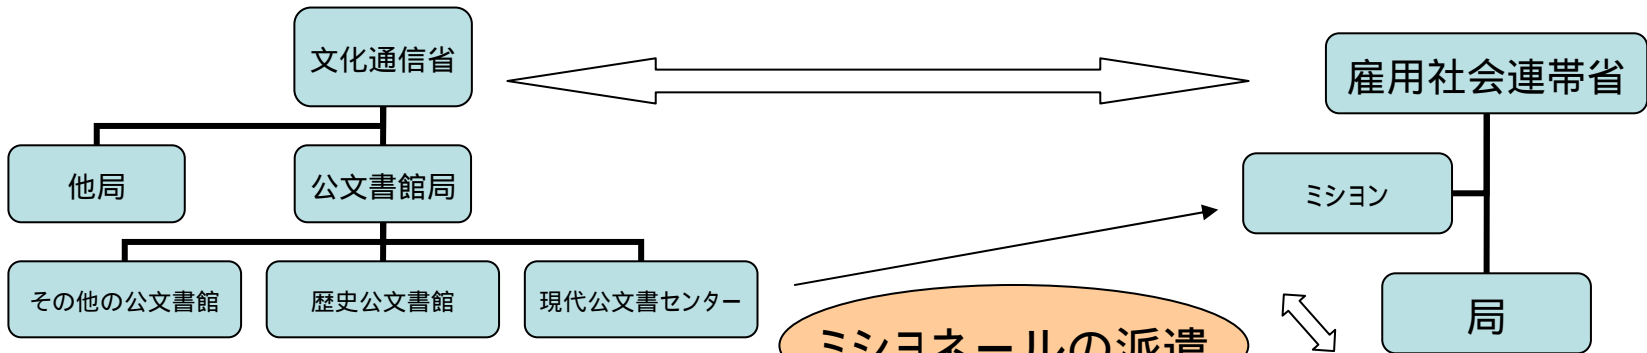 文化通信省
雇用社会連帯省
他局
公文書館局
ミシヨン
その他の公文書館
歴史公文書館
現代公文書センター
局
ミシヨネールの派遣